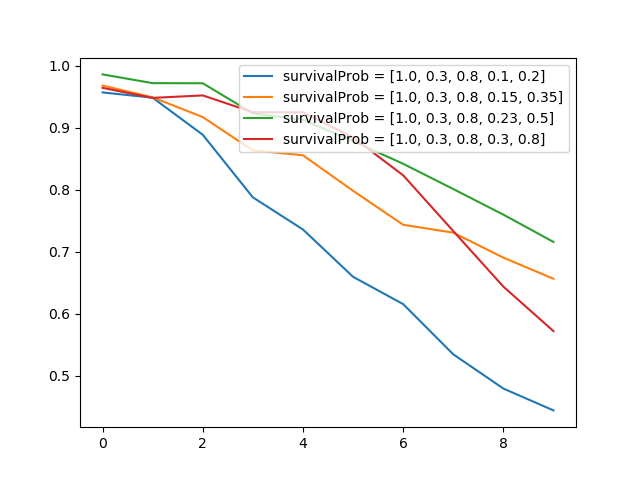 1.0
0.9
0.8
0.7
0.6
0.5
survivalProb = [1.0, 0.3, 0.8, 0.1, 0.2]
survivalProb = [1.0, 0.3, 0.8, 0.15, 0.35]
survivalProb = [1.0, 0.3, 0.8, 0.23, 0.5]
survivalProb = [1.0, 0.3, 0.8, 0.3, 0.8]
0 2 4 6 8